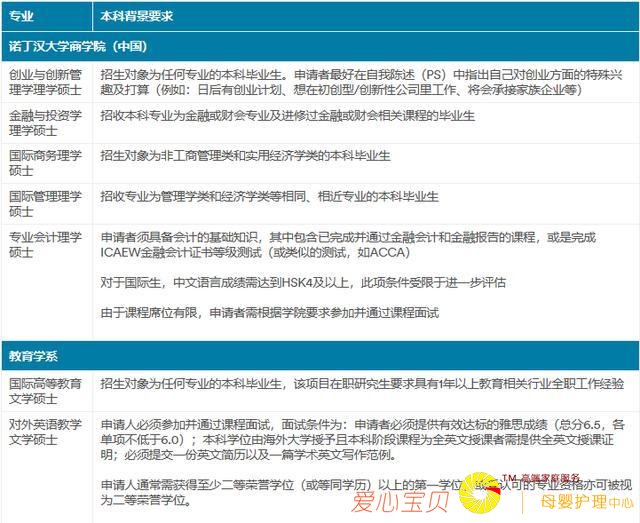 专业 本科背景要求
诺丁汉大学商学院（中国）
创业与创新管理学理学硕士
招生对象为任何专业的本科毕业生。申请者最好在自我陈述（PS）中指出自己对创业方面的特殊兴
趣及打算（例如：日后有创业计划、想在初创型/创新性公司里工作、将会承接家族企业等）
金融与投资学
理学硕士
招收本科专业为金融或财会专业及进修过金融或财会相关课程的毕业生
国际商务理学
硕士
招生对象为非工商管理类和实用经济学类的本科毕业生
国际管理理学
硕士
招收专业为管理学类和经济学类等相同、相近专业的本科毕业生
专业会计理学
硕士
申请者须具备会计的基础知识，其中包含已完成并通过金融会计和金融报告的课程，或是完成
ICAEW金融会计证书等级测试（或类似的测试，如ACCA）
对于国际生，中文语言成绩需达到HSK4及以上，此项条件受限于进一步评估
由于课程席位有限，申请者需根据学院要求参加并通过课程面试
教育学系
国际高等教育
文学硕士
招生对象为任何专业的本科毕业生，该项目在职研究生要求具有1年以上教育相关行业全职工作经验
对外英语教学
文学硕士
申请人必须参加并通过课程面试，面试条件为：申请者必须提供有效达标的雅思成绩（总分6.5，各
单项不低于6.0）；本科学位由海外大学授予且本科阶段课程为全英文授课者需提供全英文授课证
明；必须提交一份英文简历以及一篇学术英文写作范例。
申请人通常需获得至少二等荣誉学位（或等同学历）以上的第一学位，或受认可的专业资格亦可被视
为二等荣誉学位。
爱心宝贝
TM 高端家庭服务
母婴护理中心